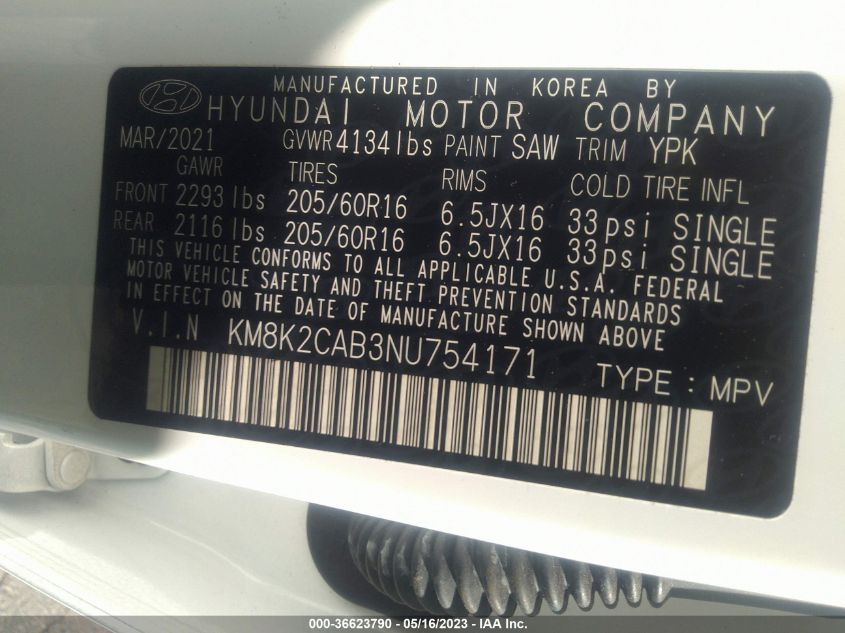 MANUFACTURED IN KOREA BY
HYUNDAI MOTOR COMPANY
MAR/2021 GVWR 4134lbs PAINT SAW TRIM YPK
GAWR TIRES RIMS COLD TIRE INFL
FRONT 2293 lbs 205/60R16 6.5JX16 33psi SINGLE
REAR 2116 lbs 205/60R16 6.5JX16 33psi SINGLE
THIS VEHICLE CONFORMS TO ALL APPLICABLE U.S.A. FEDERAL
MOTOR VEHICLE SAFETY AND THEFT PREVENTION STANDARDS
IN EFFECT ON THE DATE OF MANUFACTURE SHOWN ABOVE
V.I.N KM8K2CAB3NU754171
TYPE : MPV
000-36623790 - 05/16/2023 - IAA Inc.